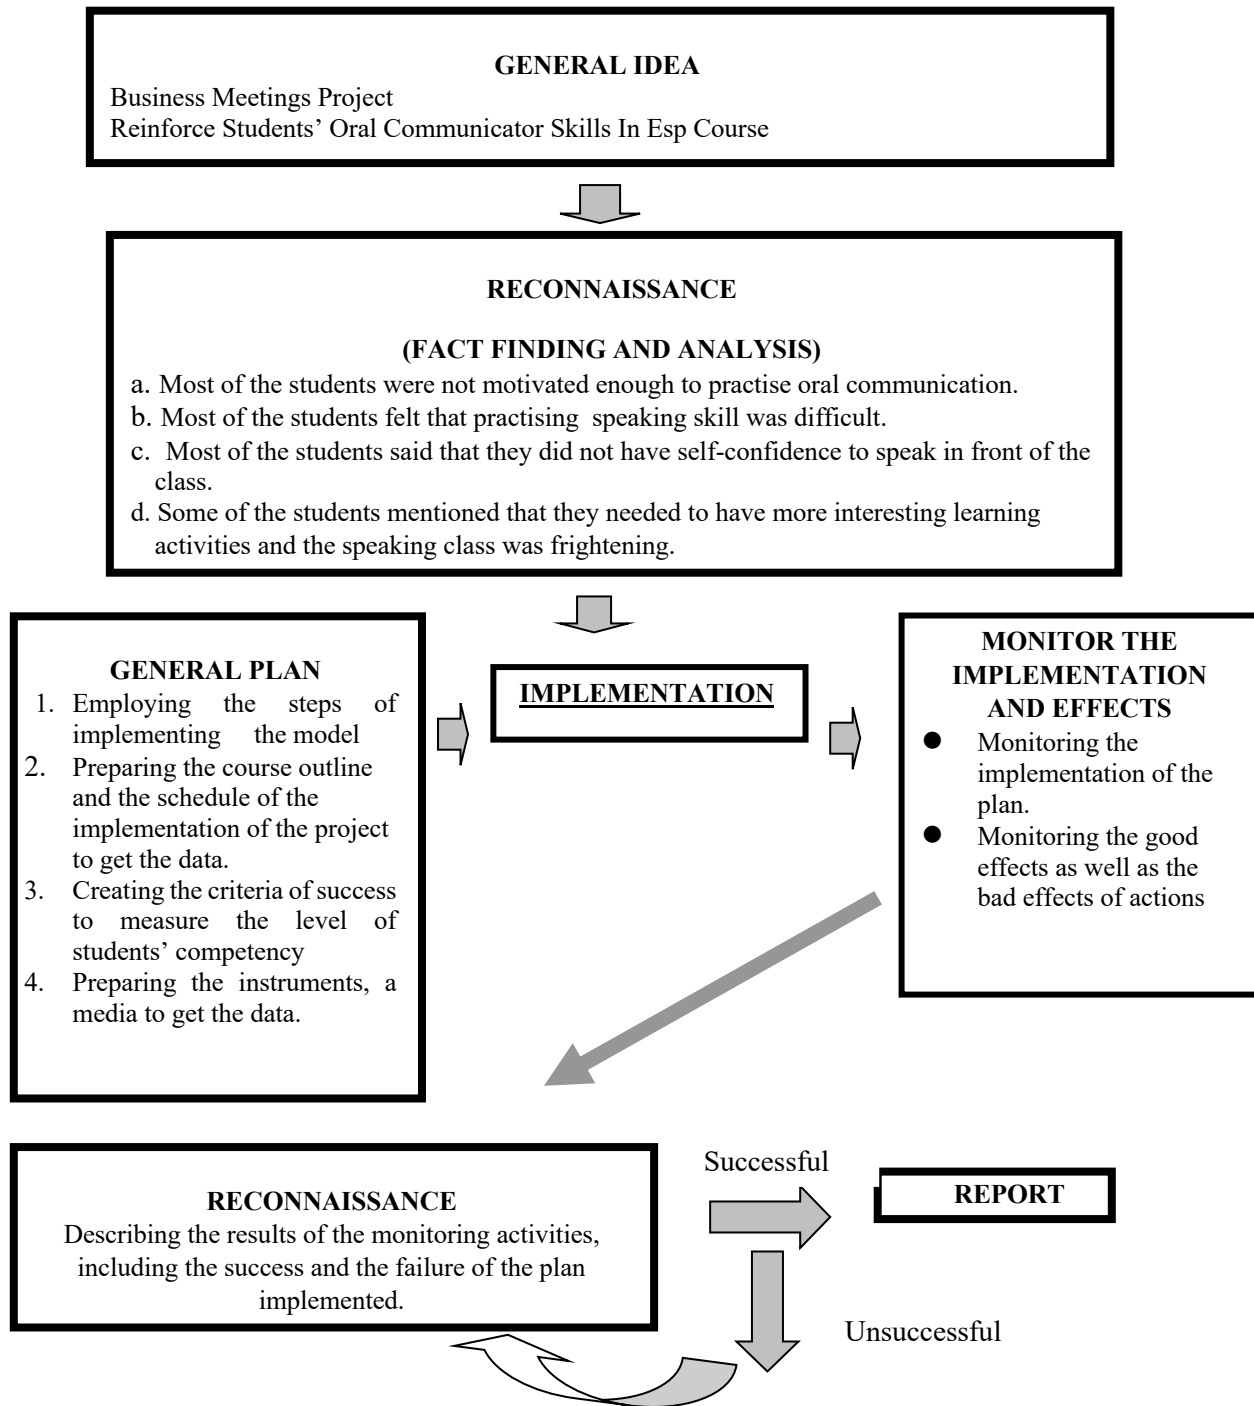 GENERAL IDEA
Business Meetings Project
Reinforce Students’ Oral Communicator Skills In Esp Course
RECONNAISSANCE
(FACT FINDING AND ANALYSIS)
a. Most of the students were not motivated enough to practise oral communication.
b. Most of the students felt that practising speaking skill was difficult.
c. Most of the students said that they did not have self-confidence to speak in front of the
class.
d. Some of the students mentioned that they needed to have more interesting learning
activities and the speaking class was frightening.
GENERAL PLAN
1. Employing the steps of
implementing the model
2. Preparing the course outline
and the schedule of the
implementation of the project
to get the data.
3. Creating the criteria of success
to measure the level of
students’ competency
4. Preparing the instruments, a
media to get the data.
IMPLEMENTATION
MONITOR THE
IMPLEMENTATION
AND EFFECTS
● Monitoring the
implementation of the
plan.
● Monitoring the good
effects as well as the
bad effects of actions
RECONNAISSANCE
Describing the results of the monitoring activities,
including the success and the failure of the plan
implemented.
Successful
REPORT
Unsuccessful